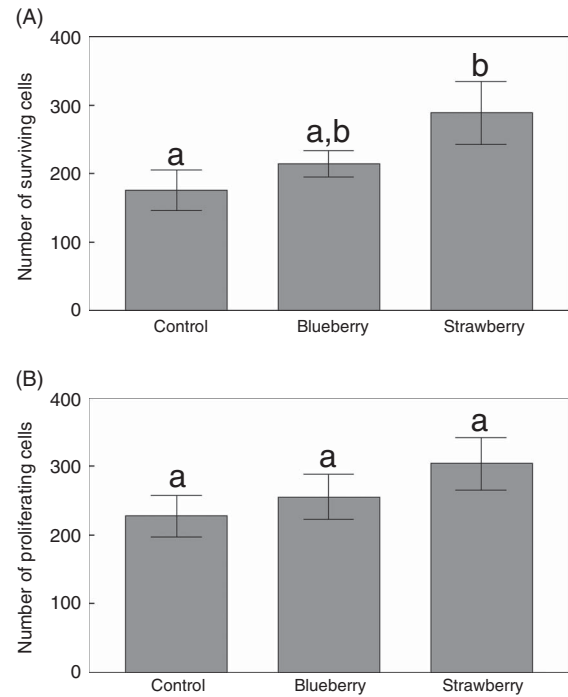 (A)
Number of surviving cells
400
300
200
100
0
a
a,b
b
Control Blueberry Strawberry
(B)
Number of proliferating cells
400
300
200
100
0
a
a
a
Control Blueberry Strawberry